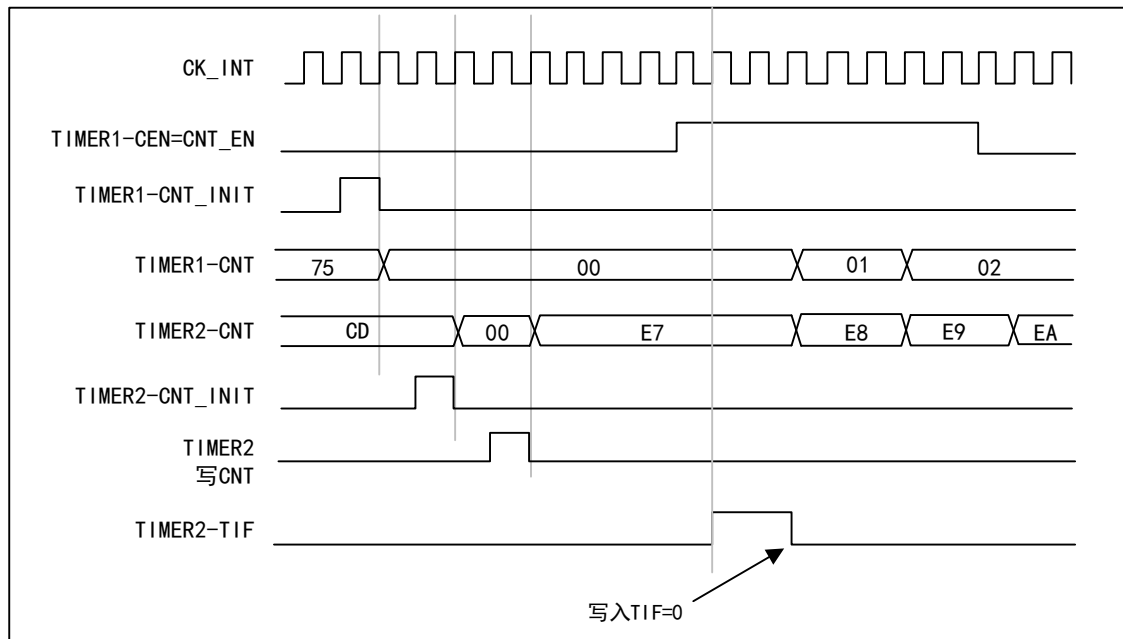 CK_INT
TIMER1-CEN=CNT_EN
TIMER1-CNT_INIT
TIMER1-CNT
75
00
01
02
TIMER2-CNT
CD
00
E7
E8
E9
EA
TIMER2-CNT_INIT
TIMER2
写CNT
TIMER2-TIF
写入TIF=0